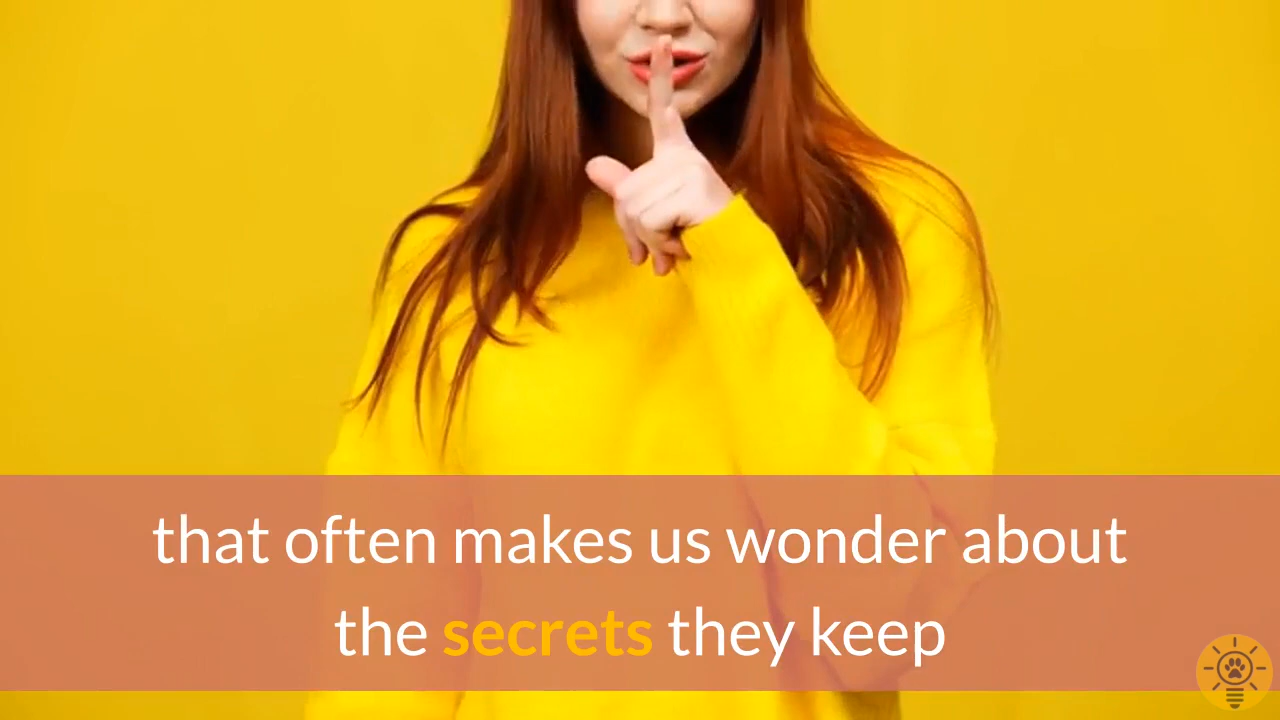 that often makes us wonder about
the secrets they keep